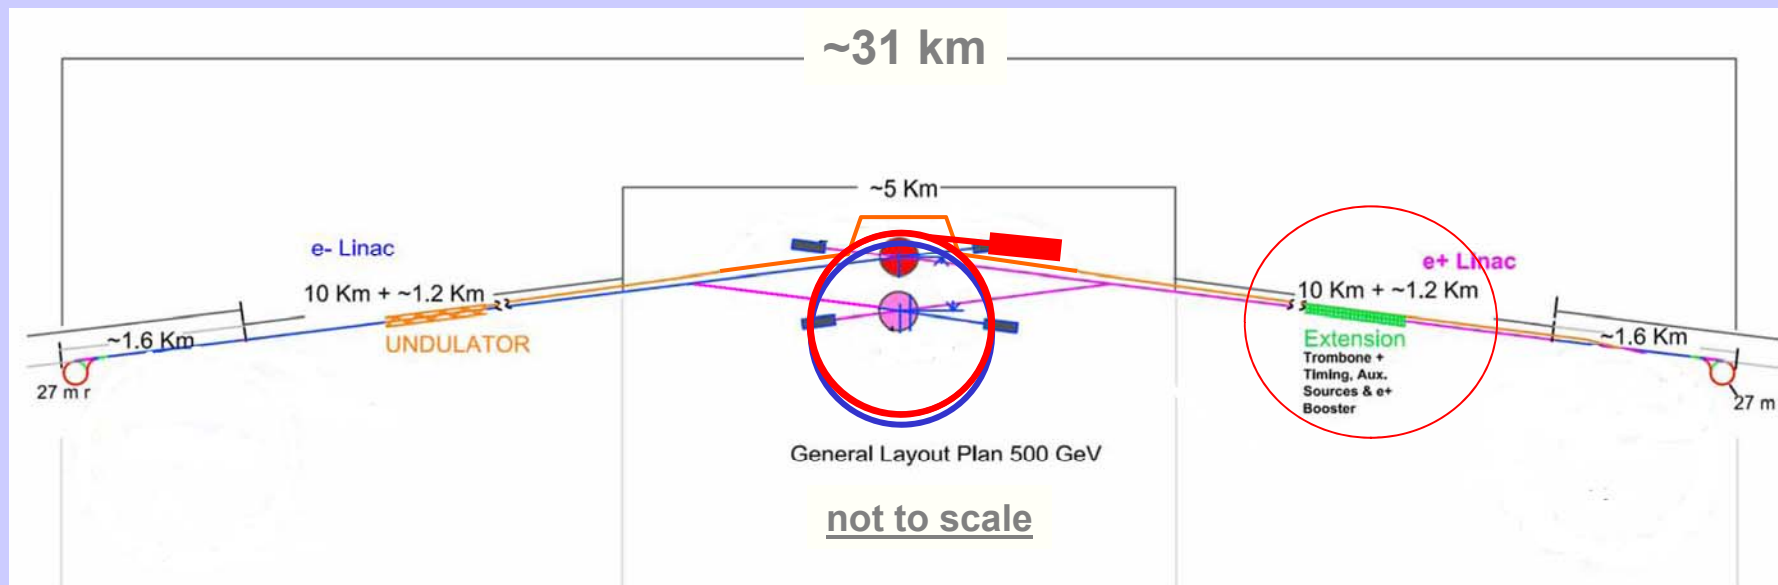 ~31 km
~5 Km
e- Linac
e+ Linac
10 Km + ~1.2 Km
10 Km + ~1.2 Km
~1.6 Km
UNDULATOR
Extension
~1.6 Km
Trombone +
Timing, Aux.
Sources & e+
Booster
27 m r
27 m
General Layout Plan 500 GeV
not to scale